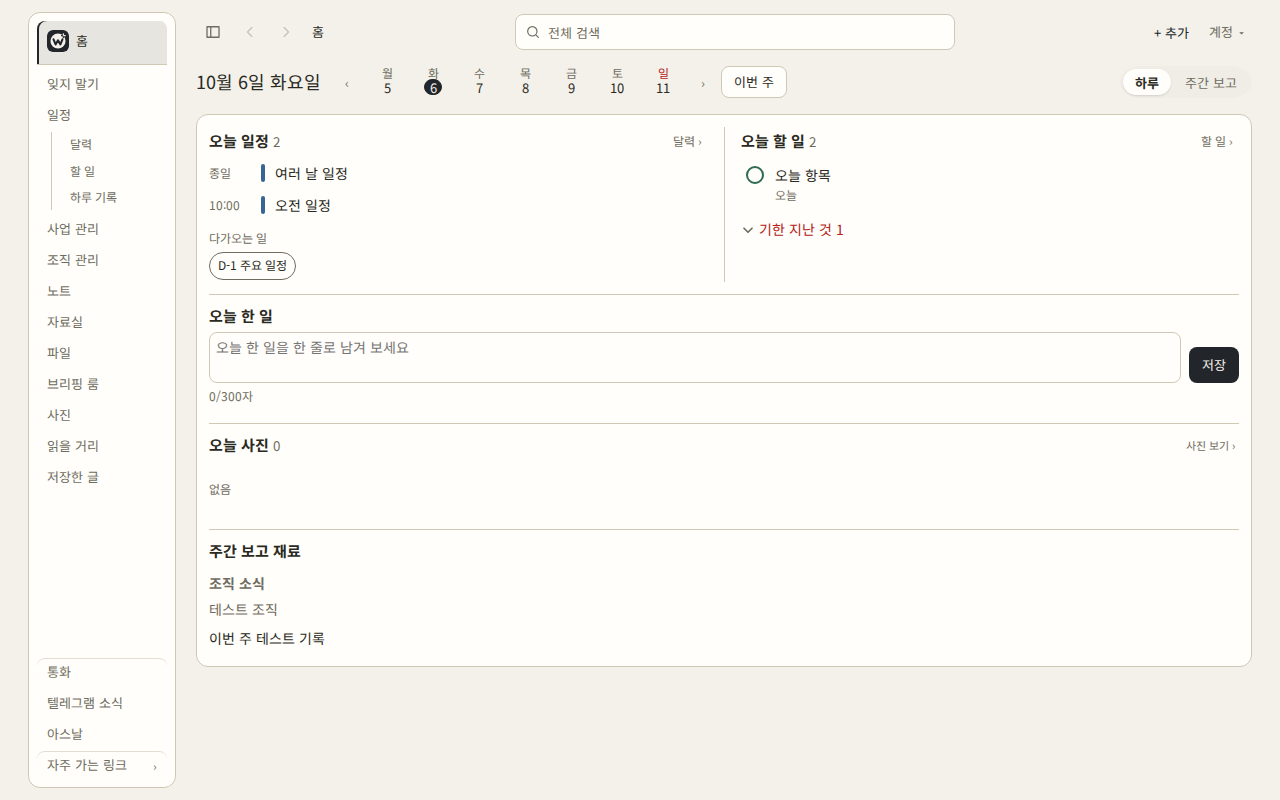 홈
잊지 말기
일정
달력
할 일
하루 기록
사업 관리
조직 관리
노트
자료실
파일
브리핑 룸
사진
읽을 거리
저장한 글
통화
텔레그램 소식
아스날
자주 가는 링크 ›
홈
전체 검색
+ 추가
계정
10월 6일 화요일
‹ 월 화 수 목 금 토 일 ›
5 6 7 8 9 10 11
이번 주
하루 주간 보고
오늘 일정 2
달력 ›
종일 여러 날 일정
10:00 오전 일정
다가오는 일
D-1 주요 일정
오늘 할 일 2
할 일 ›
오늘 항목
오늘
기한 지난 것 1
오늘 한 일
오늘 한 일을 한 줄로 남겨 보세요
저장
0/300자
오늘 사진 0
사진 보기 ›
없음
주간 보고 재료
조직 소식
테스트 조직
이번 주 테스트 기록